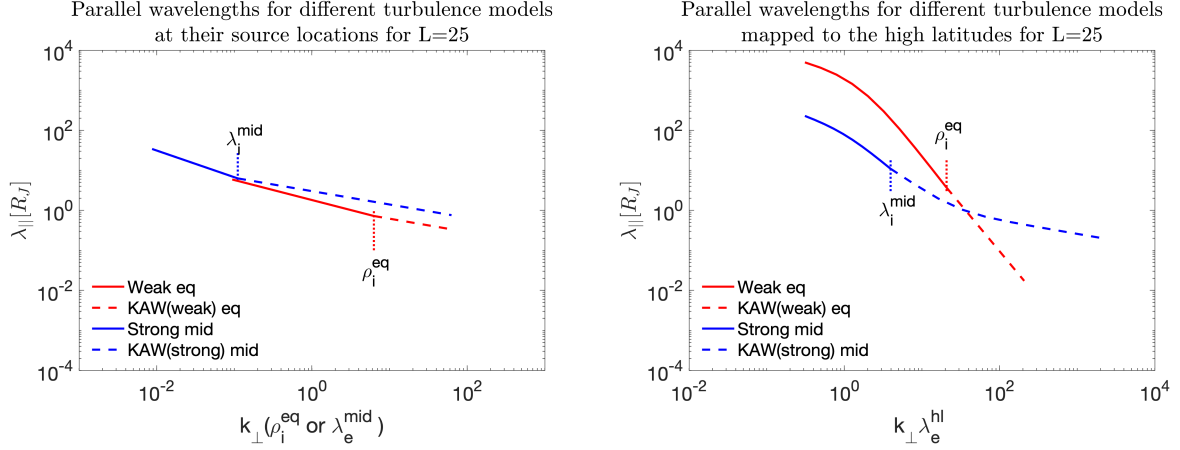 Parallel wavelengths for different turbulence models
at their source locations for L=25
10^4
10^2
10^0
10^-2
10^-4
λ_||[R_J]
λ_i^mid
ρ_i^eq
Weak eq
KAW(weak) eq
Strong mid
KAW(strong) mid
10^-2
10^0
10^2
k_⊥(ρ_i^eq or λ_e^mid)
Parallel wavelengths for different turbulence models
mapped to the high latitudes for L=25
10^4
10^2
10^0
10^-2
10^-4
λ_||[R_J]
ρ_i^eq
λ_i^mid
Weak eq
KAW(weak) eq
Strong mid
KAW(strong) mid
10^-2
10^0
10^2
10^4
k_⊥λ_e^hl